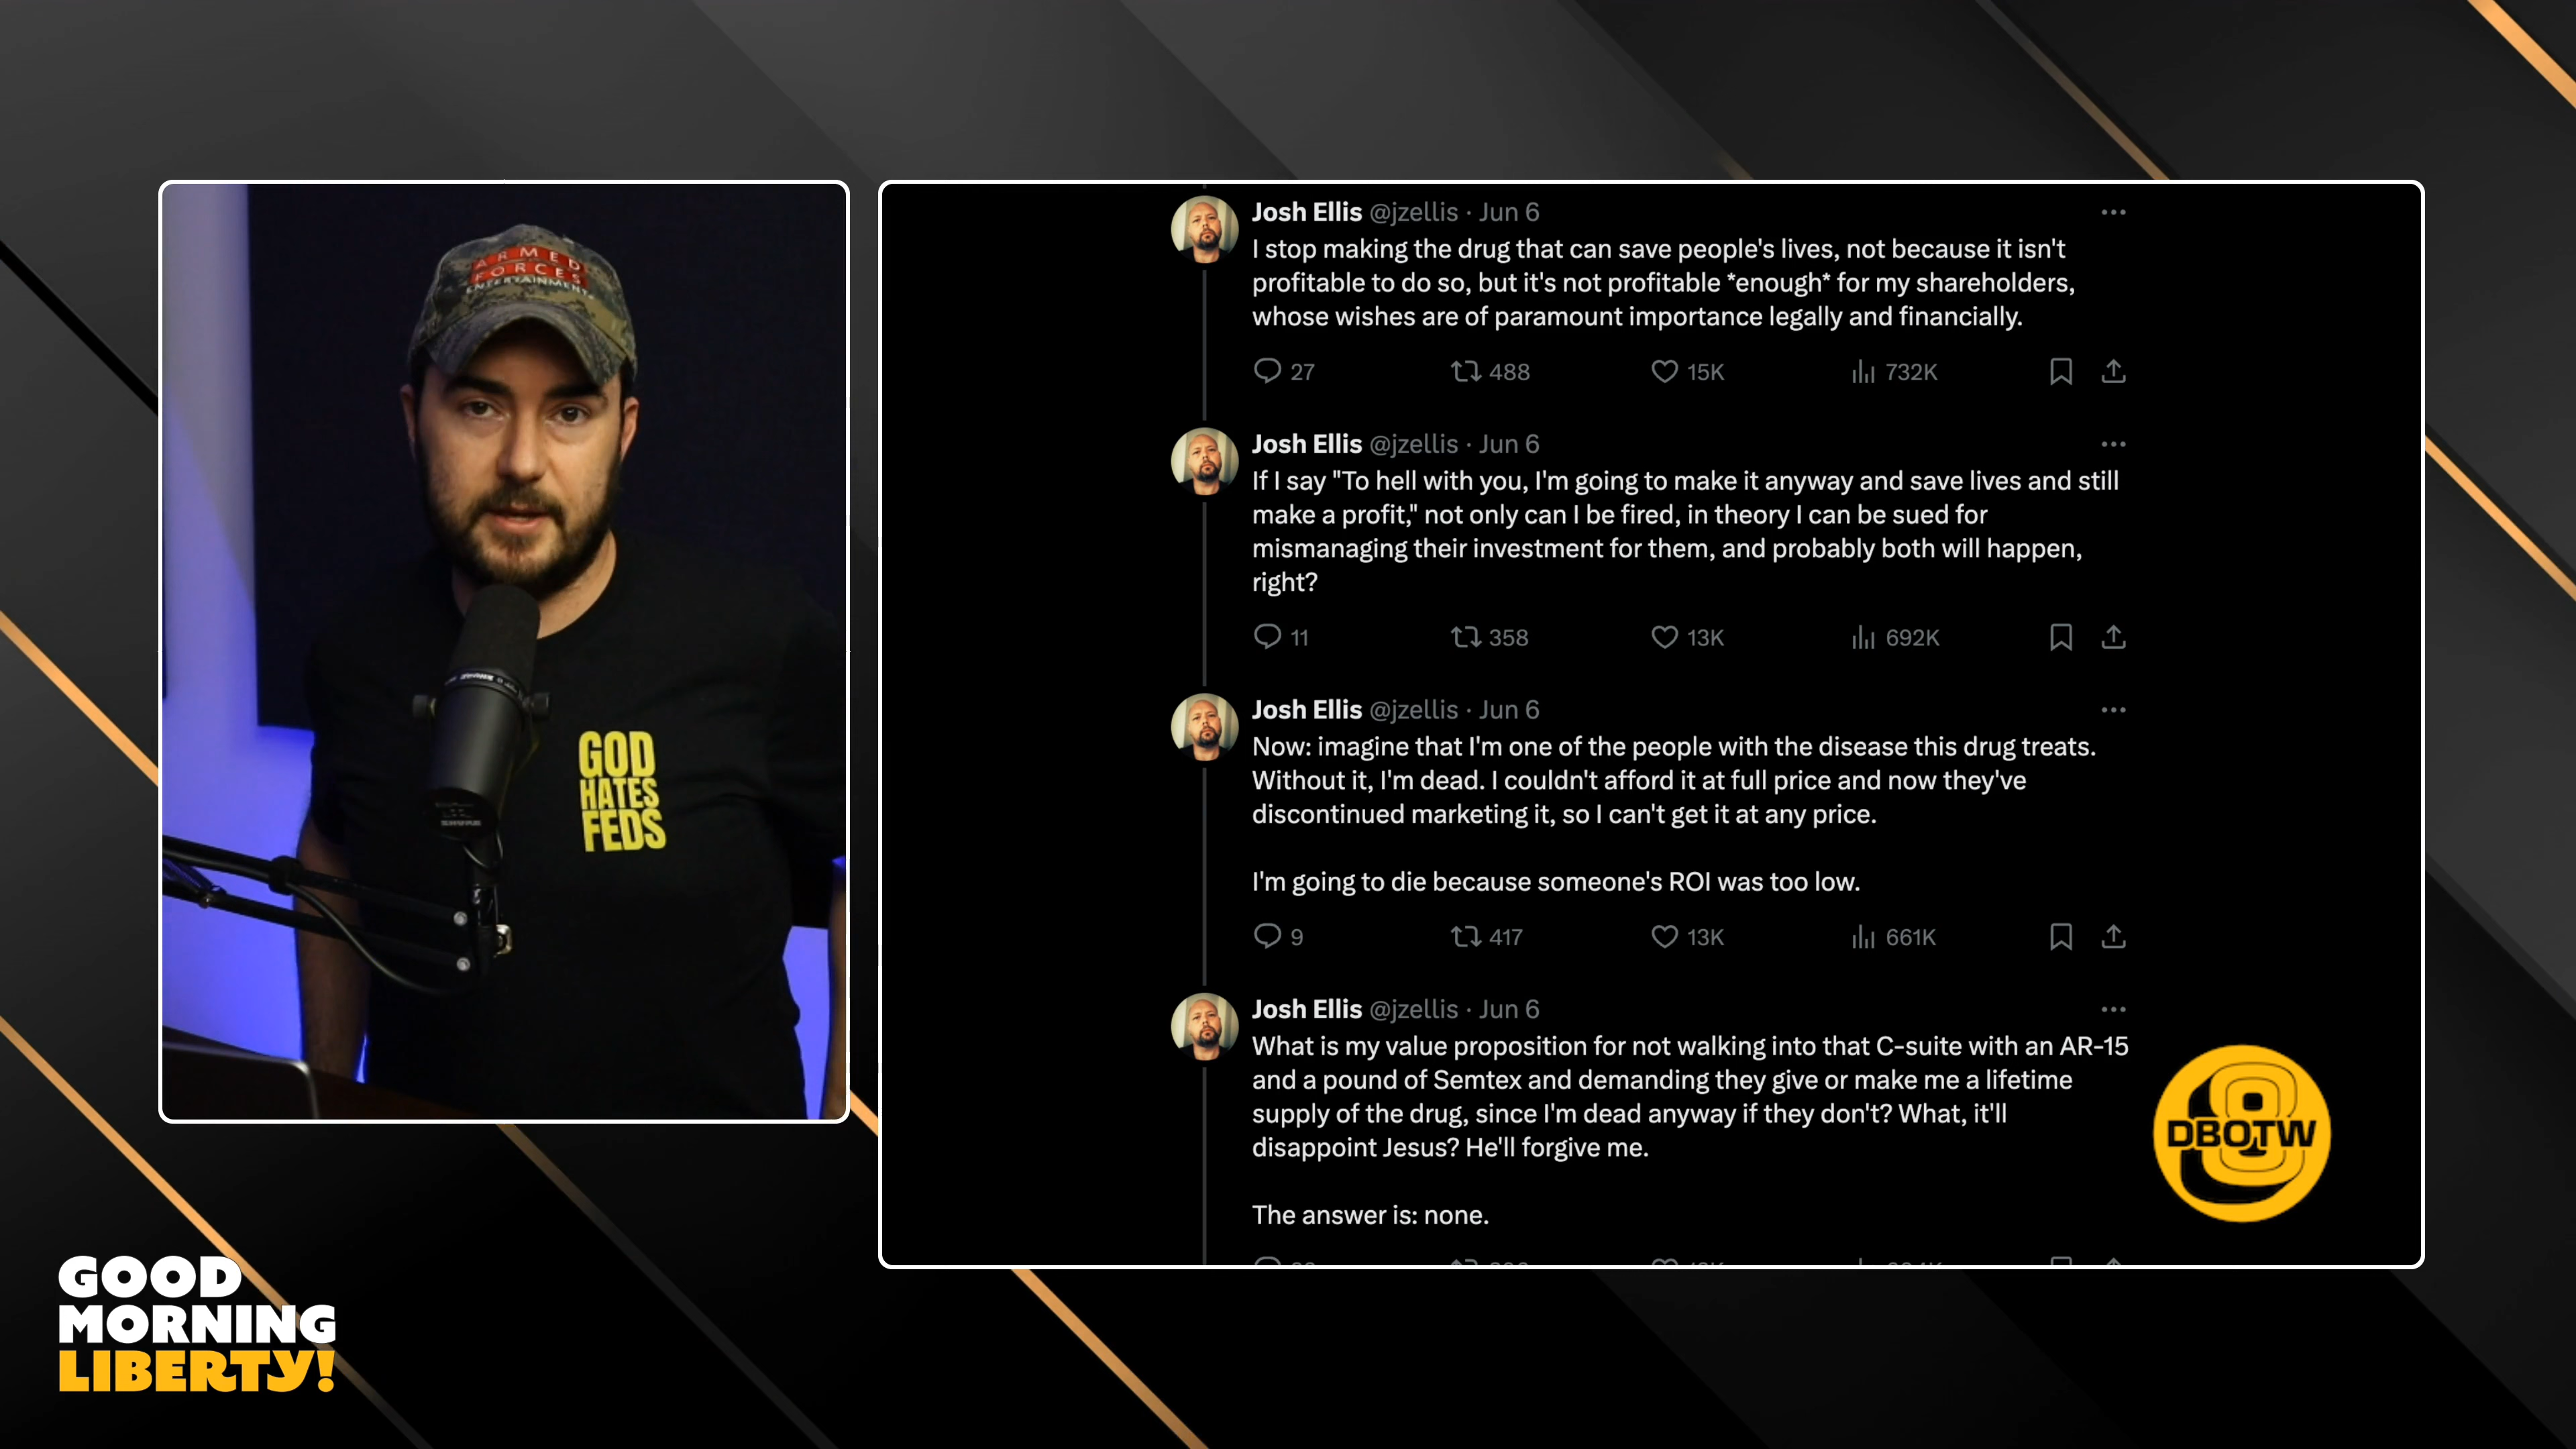 ARMED
FORCES
ENTERTAINMENT
GOD
HATES
FEDS
GOOD
MORNING
LIBERTY!
Josh Ellis @jzellis · Jun 6
I stop making the drug that can save people's lives, not because it isn't
profitable to do so, but it's not profitable *enough* for my shareholders,
whose wishes are of paramount importance legally and financially.
27 488 15K 732K
Josh Ellis @jzellis · Jun 6
If I say "To hell with you, I'm going to make it anyway and save lives and still
make a profit," not only can I be fired, in theory I can be sued for
mismanaging their investment for them, and probably both will happen,
right?
11 358 13K 692K
Josh Ellis @jzellis · Jun 6
Now: imagine that I'm one of the people with the disease this drug treats.
Without it, I'm dead. I couldn't afford it at full price and now they've
discontinued marketing it, so I can't get it at any price.
I'm going to die because someone's ROI was too low.
9 417 13K 661K
Josh Ellis @jzellis · Jun 6
What is my value proposition for not walking into that C-suite with an AR-15
and a pound of Semtex and demanding they give or make me a lifetime
supply of the drug, since I'm dead anyway if they don't? What, it'll
disappoint Jesus? He'll forgive me.
The answer is: none.
8
DBOTW